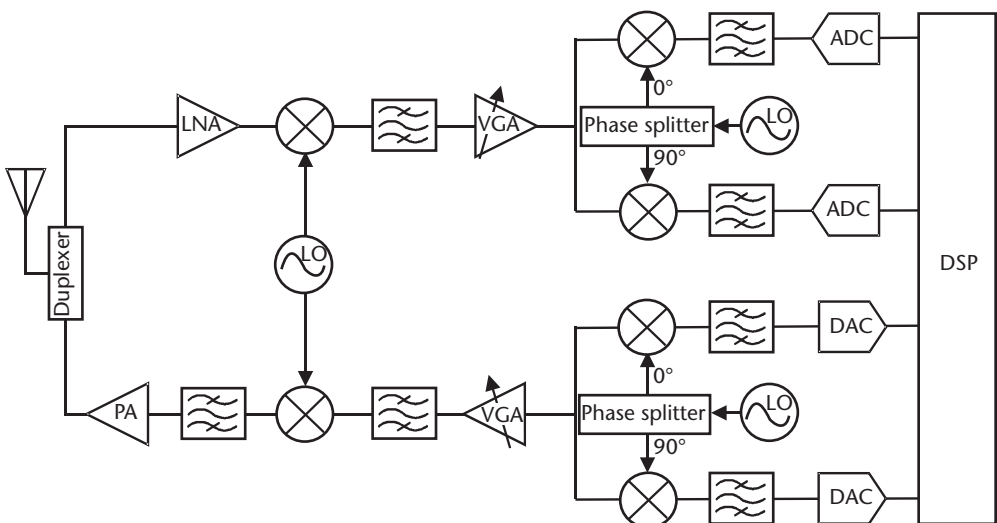 ADC
0°
LNA
VGA
Phase splitter
LO
90°
ADC
LO
Duplexer
DSP
DAC
0°
PA
VGA
Phase splitter
LO
90°
DAC